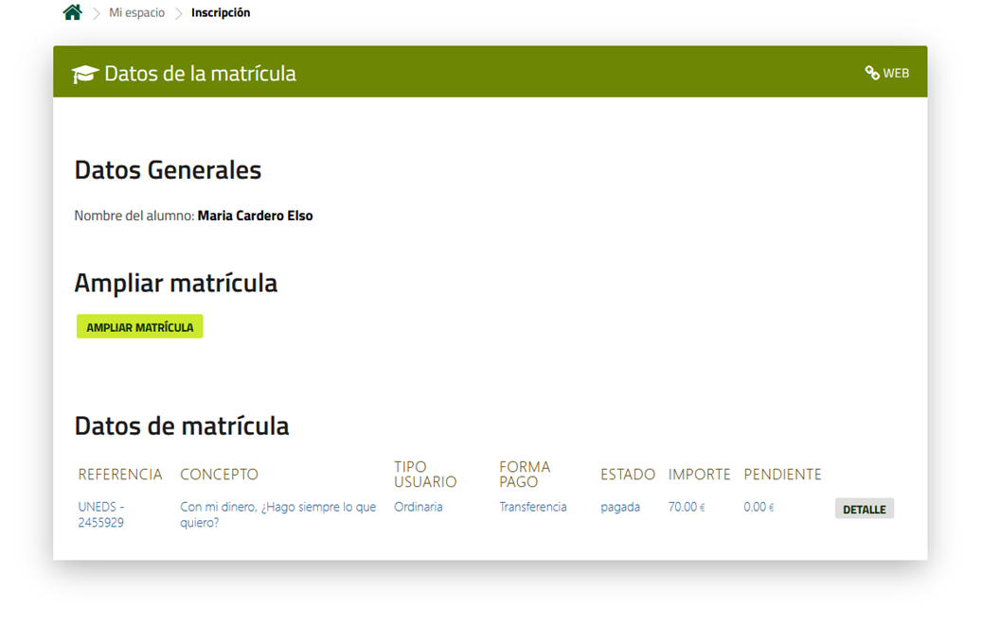 Mi espacio Inscripción
Datos de la matrícula WEB
Datos Generales
Nombre del alumno: Maria Cardero Elso
Ampliar matrícula
AMPLIAR MATRÍCULA
Datos de matrícula
REFERENCIA CONCEPTO TIPO USUARIO FORMA PAGO ESTADO IMPORTE PENDIENTE
UNEDS - Con mi dinero, ¿Hago siempre lo que Ordinaria Transferencia pagada 70.00 € 0.00 € DETALLE
2455929 quiero?